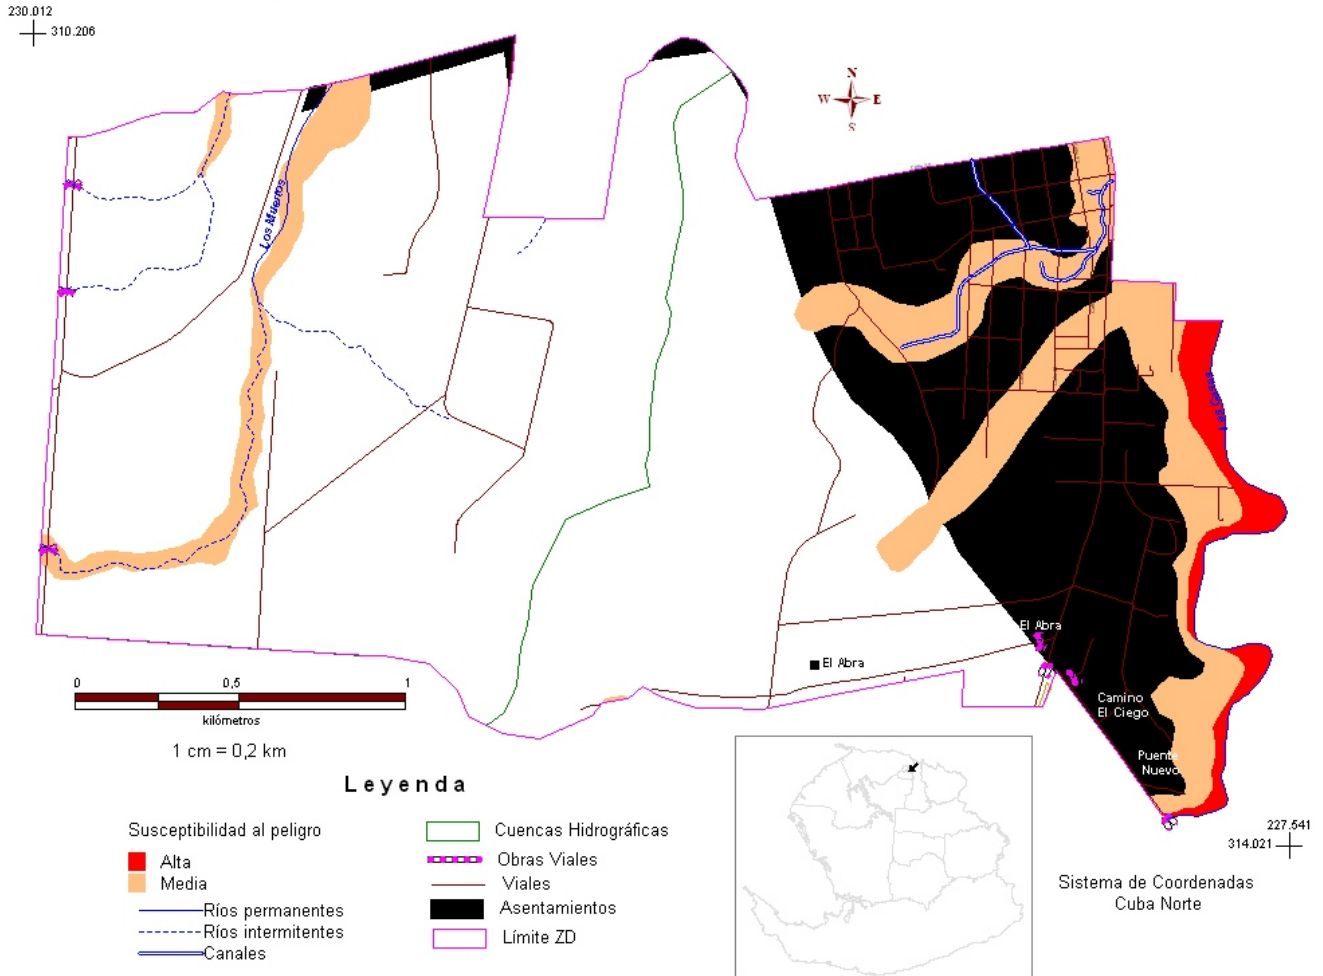 230.012
310.206
N
W E
S
Los Muertos
El Abra
El Abra
Camino
El Ciego
Puente
Nuevo
0 0,5 1
kilómetros
1 cm = 0,2 km
Leyenda
Susceptibilidad al peligro
Alta
Media
Ríos permanentes
Ríos intermitentes
Canales
Cuencas Hidrográficas
Obras Viales
Viales
Asentamientos
Límite ZD
227.541
314.021
Sistema de Coordenadas
Cuba Norte